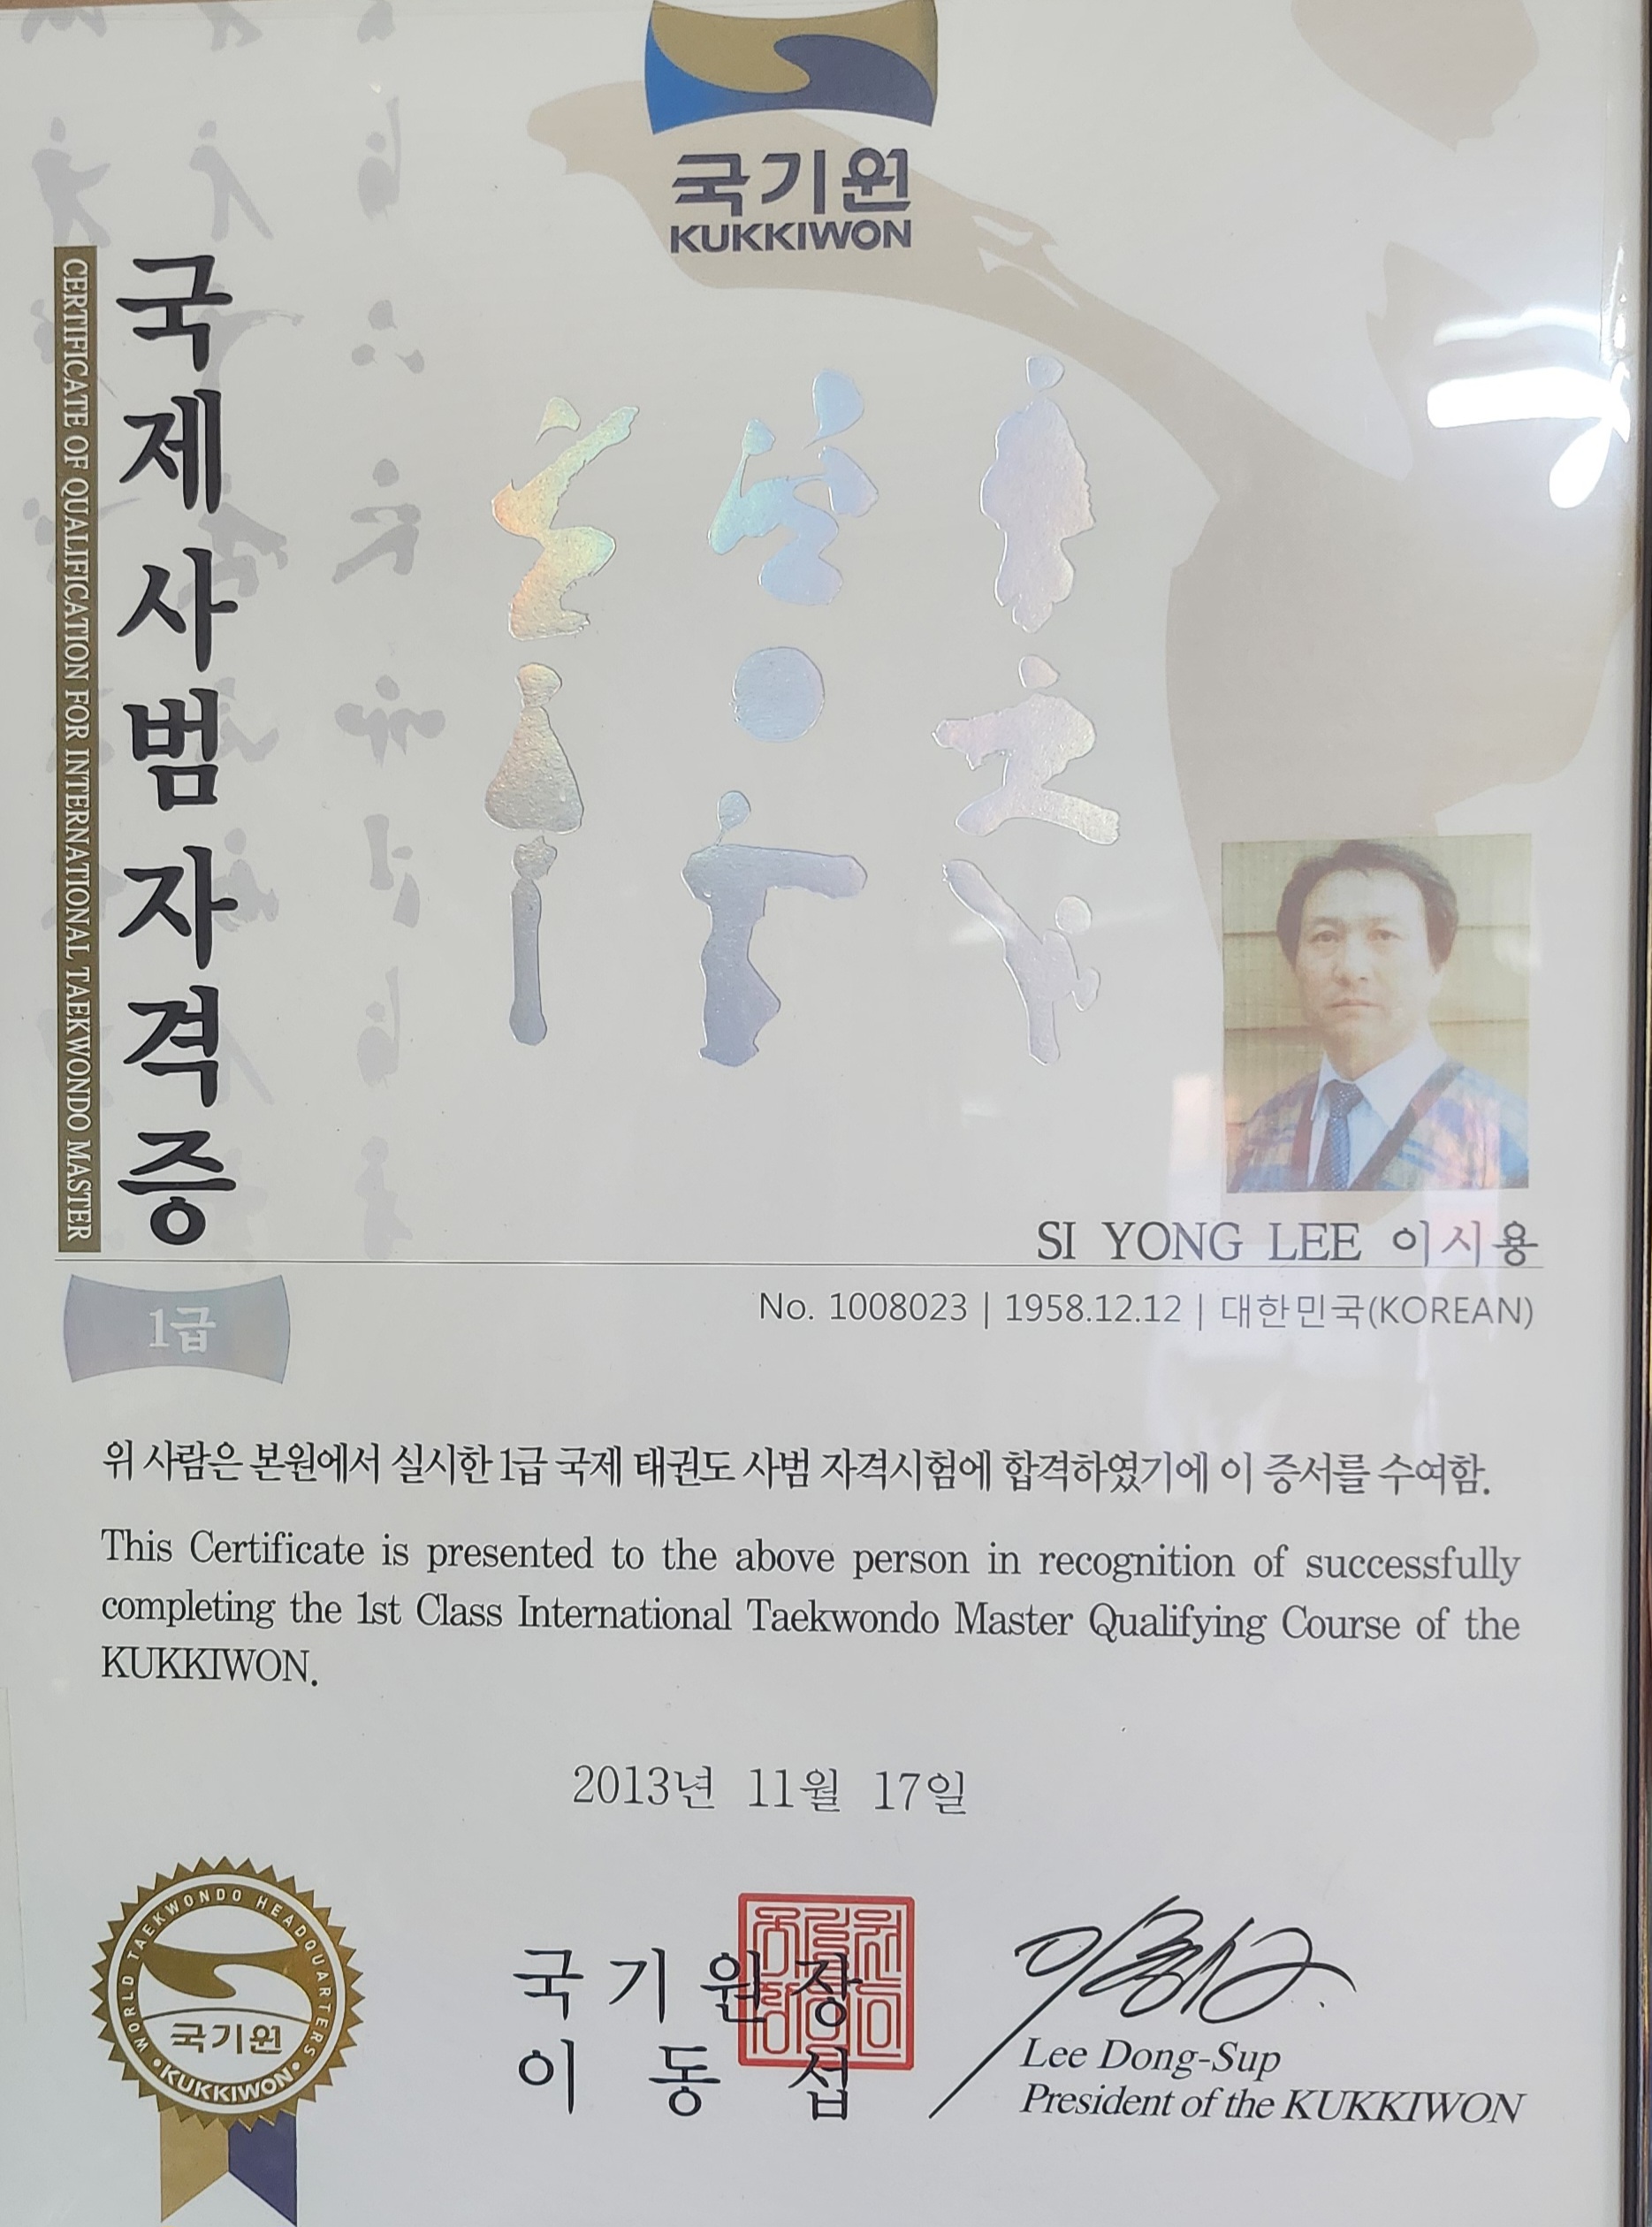 국기원
KUKKIWON
국제사범자격증
CERTIFICATE OF QUALIFICATION FOR INTERNATIONAL TAEKWONDO MASTER
SI YONG LEE 이시용
No. 1008023 | 1958.12.12 | 대한민국(KOREAN)
1급
위 사람은 본원에서 실시한 1급 국제 태권도 사범 자격시험에 합격하였기에 이 증서를 수여함.
This Certificate is presented to the above person in recognition of successfully
completing the 1st Class International Taekwondo Master Qualifying Course of the
KUKKIWON.
2013년 11월 17일
WORLD TAEKWONDO HEADQUARTERS
국기원
KUKKIWON
국기원장
이동섭
Lee Dong-Sup
President of the KUKKIWON